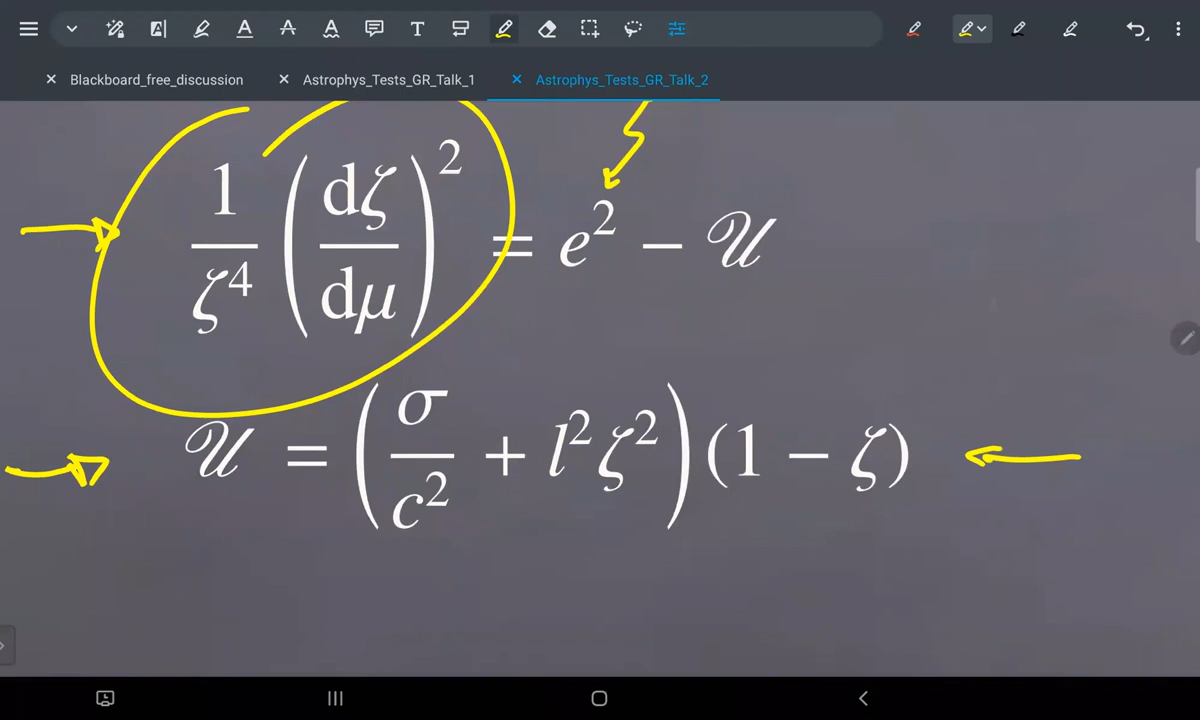 Blackboard_free_discussion Astrophys_Tests_GR_Talk_1 Astrophys_Tests_GR_Talk_2
1/ζ⁴ (dζ/dμ)² = e² − 𝒰
𝒰 = (σ/c² + l²ζ²)(1 − ζ)